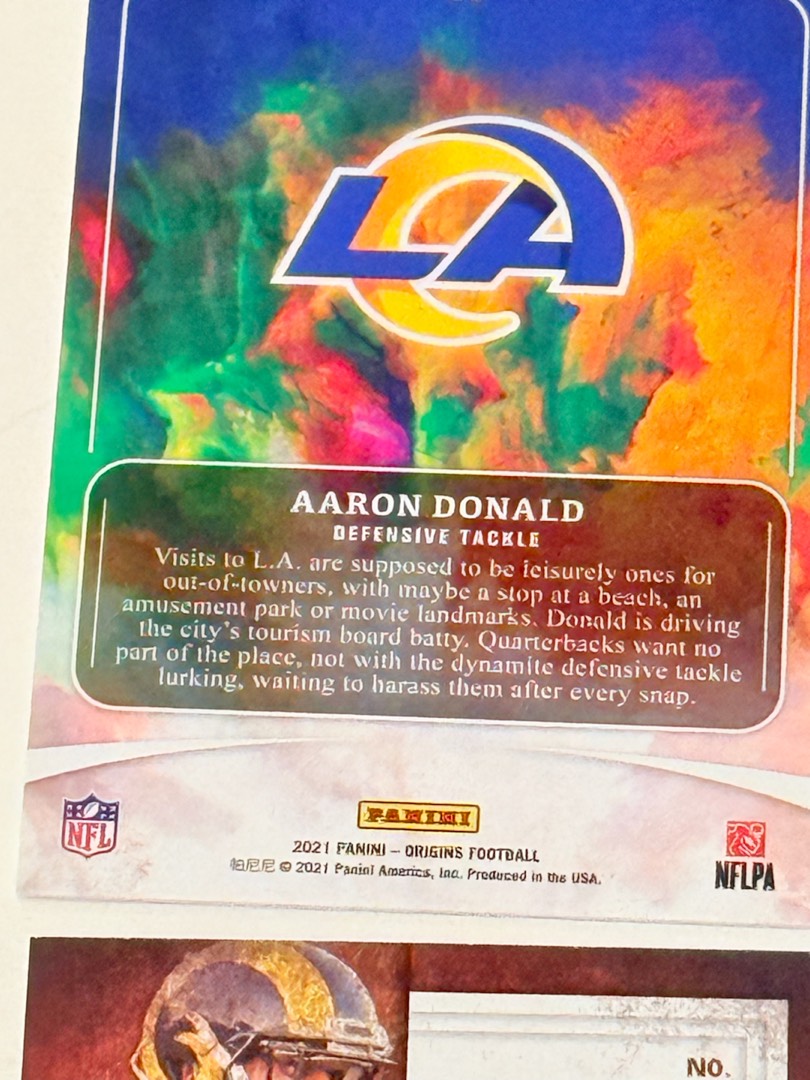 LA
AARON DONALD
DEFENSIVE TACKLE
Visits to L.A. are supposed to be leisurely ones for
out-of-towners, with maybe a stop at a beach, an
amusement park or movie landmarks. Donald is driving
the city's tourism board batty. Quarterbacks want no
part of the place, not with the dynamite defensive tackle
lurking, waiting to harass them after every snap.
NFL
PANINI
2021 PANINI – ORIGINS FOOTBALL
帕尼尼 © 2021 Panini America, Inc. Produced in the USA.
NFLPA
NO.